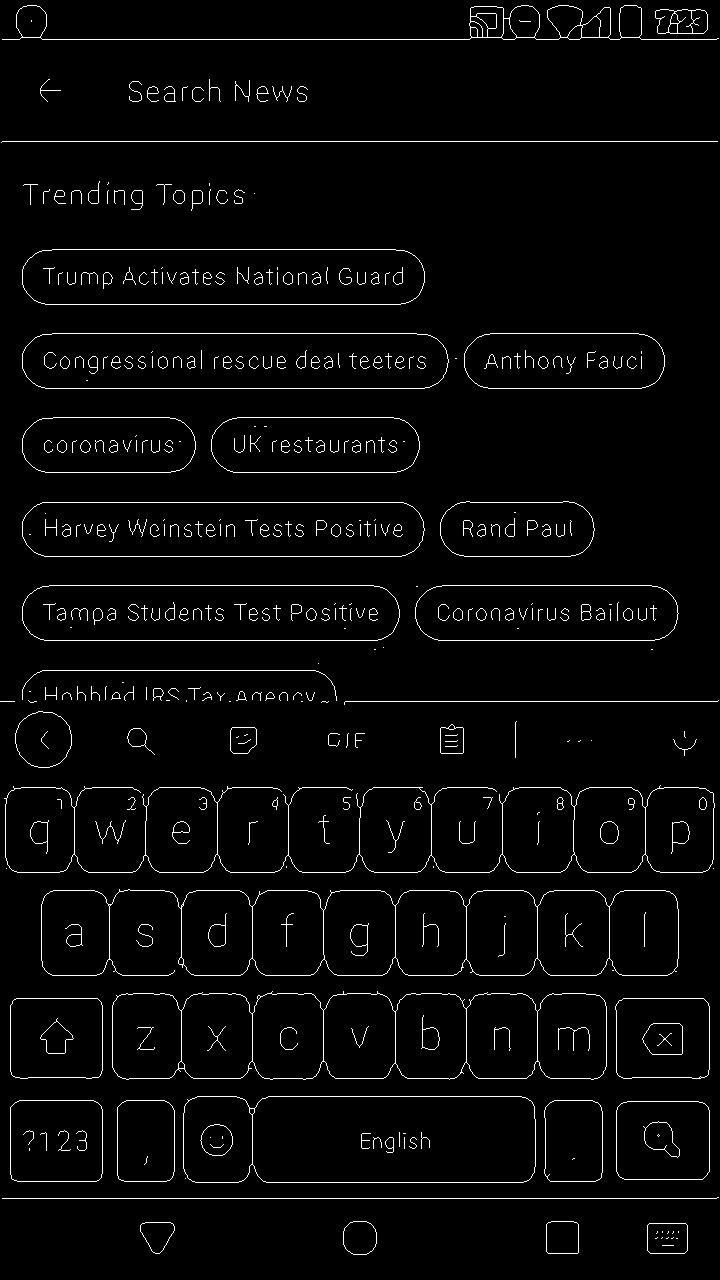 7:23
Search News
Trending Topics
Trump Activates National Guard
Congressional rescue deal teeters Anthony Fauci
coronavirus UK restaurants
Harvey Weinstein Tests Positive Rand Paul
Tampa Students Test Positive Coronavirus Bailout
Hobbled IRS Tax Agency
GIF
1 2 3 4 5 6 7 8 9 0
q w e r t y u i o p
a s d f g h j k l
z x c v b n m
?123 , English .